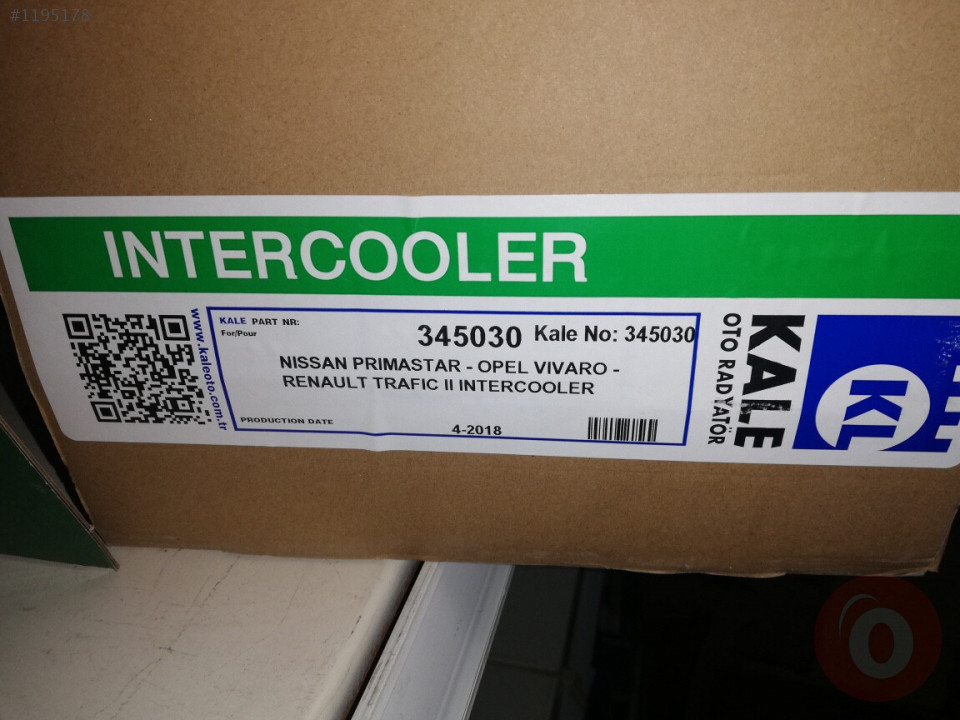 #1195178
INTERCOOLER
www.kaleoto.com.tr
KALE PART NR:
For/Pour
345030 Kale No: 345030
NISSAN PRIMASTAR - OPEL VIVARO -
RENAULT TRAFIC II INTERCOOLER
PRODUCTION DATE
4-2018
KALE
OTO RADYATÖR
KL